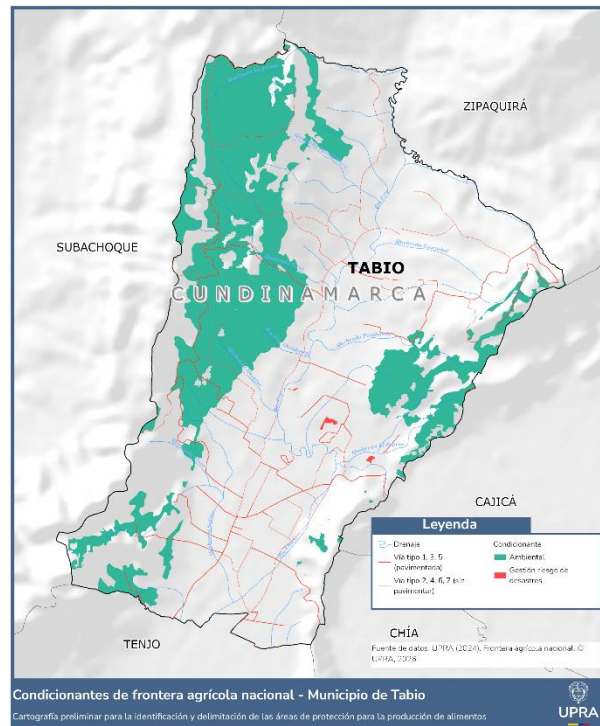 ZIPAQUIRÁ
SUBACHOQUE
TABIO
CUNDINAMARCA
CAJICÁ
Leyenda
Drenaje
Vía tipo 1, 3, 5
(pavimentada)
Vía tipo 2, 4, 6, 7 (sin
pavimentar)
Condicionante
Ambiental
Gestión riesgo de
desastres
TENJO
CHÍA
Fuente de datos: UPRA (2024). Frontera agrícola nacional. ©
UPRA, 2026
Condicionantes de frontera agrícola nacional - Municipio de Tabio
Cartografía preliminar para la identificación y delimitación de las áreas de protección para la producción de alimentos
UPRA